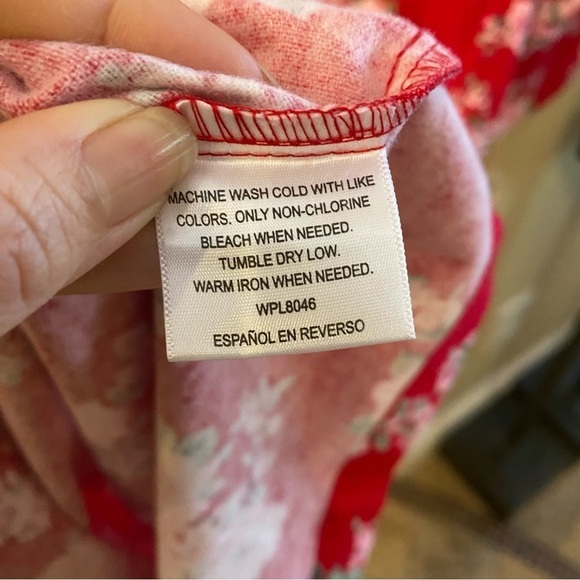 MACHINE WASH COLD WITH LIKE
COLORS. ONLY NON-CHLORINE
BLEACH WHEN NEEDED.
TUMBLE DRY LOW.
WARM IRON WHEN NEEDED.
WPL8046
ESPAÑOL EN REVERSO